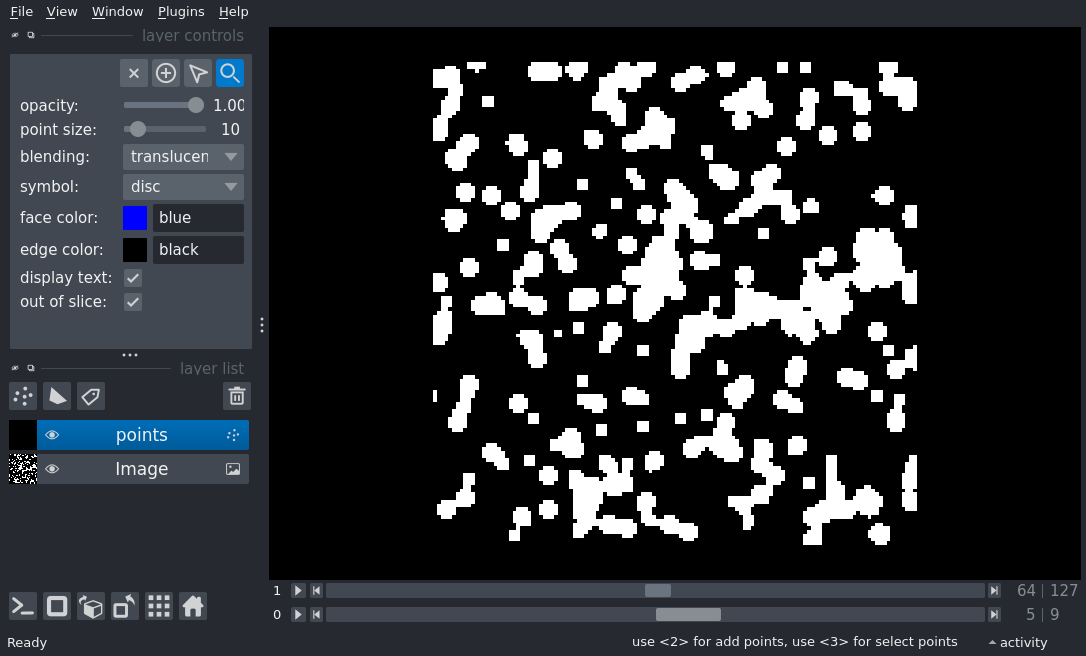 File View Window Plugins Help
layer controls
opacity: 1.00
point size: 10
blending: translucen
symbol: disc
face color: blue
edge color: black
display text:
out of slice:
layer list
points
Image
1 64 | 127
0 5 | 9
Ready use <2> for add points, use <3> for select points activity